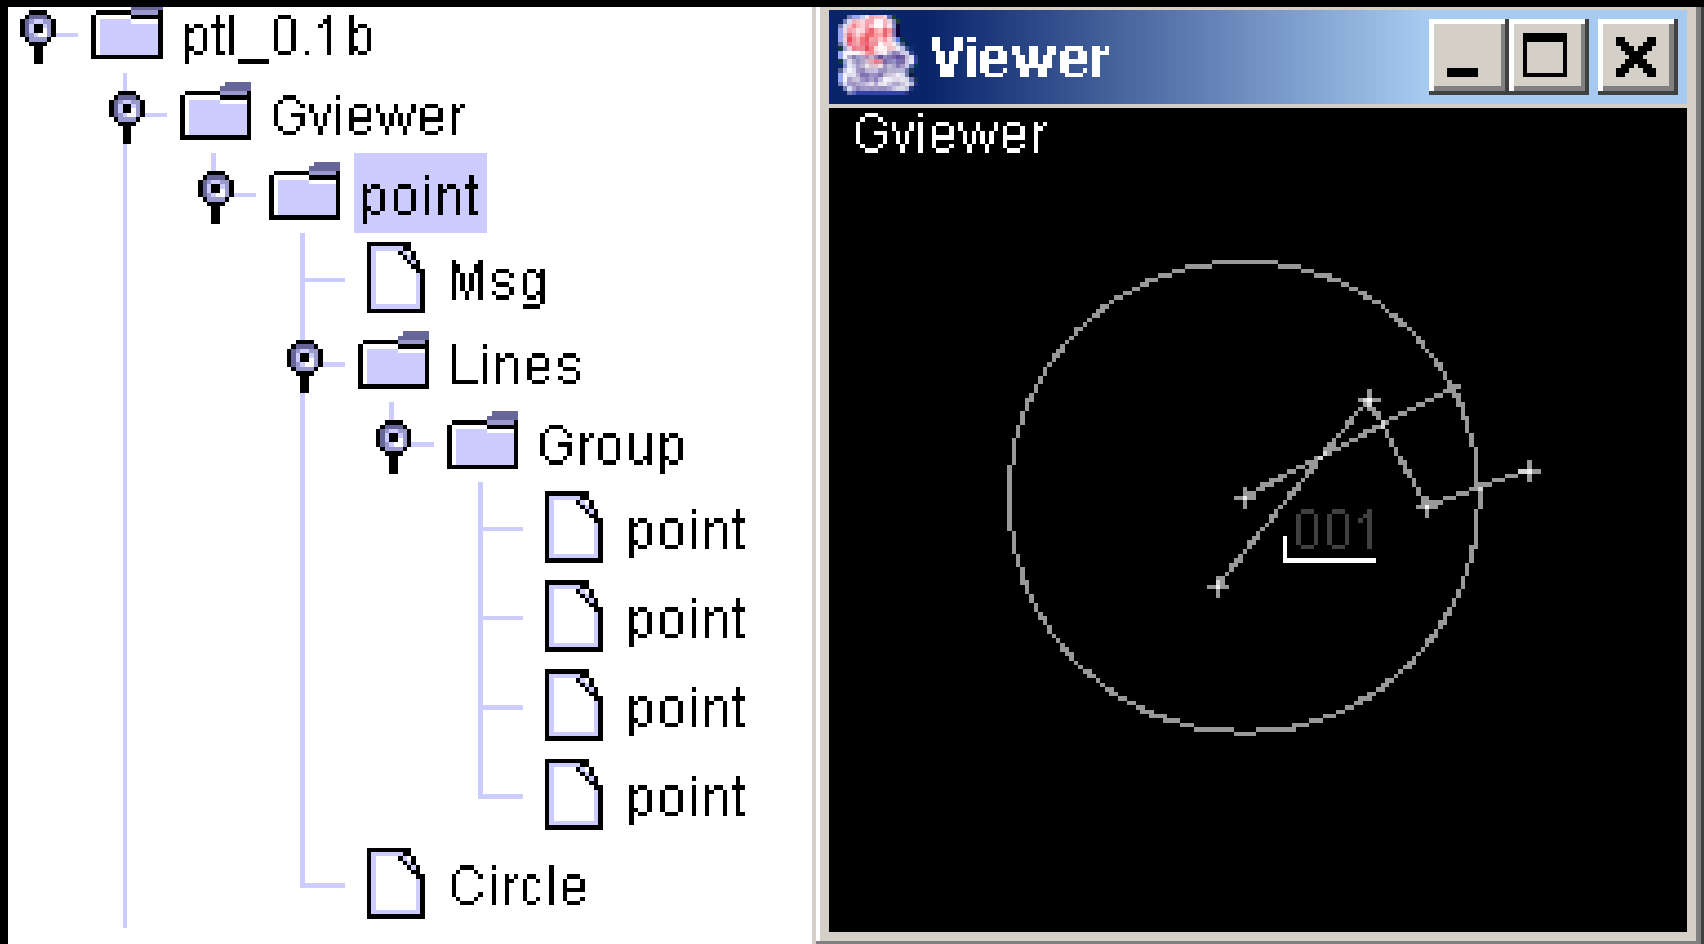 ptl_0.1b
Gviewer
point
Msg
Lines
Group
point
point
point
point
Circle
Viewer
Gviewer
001